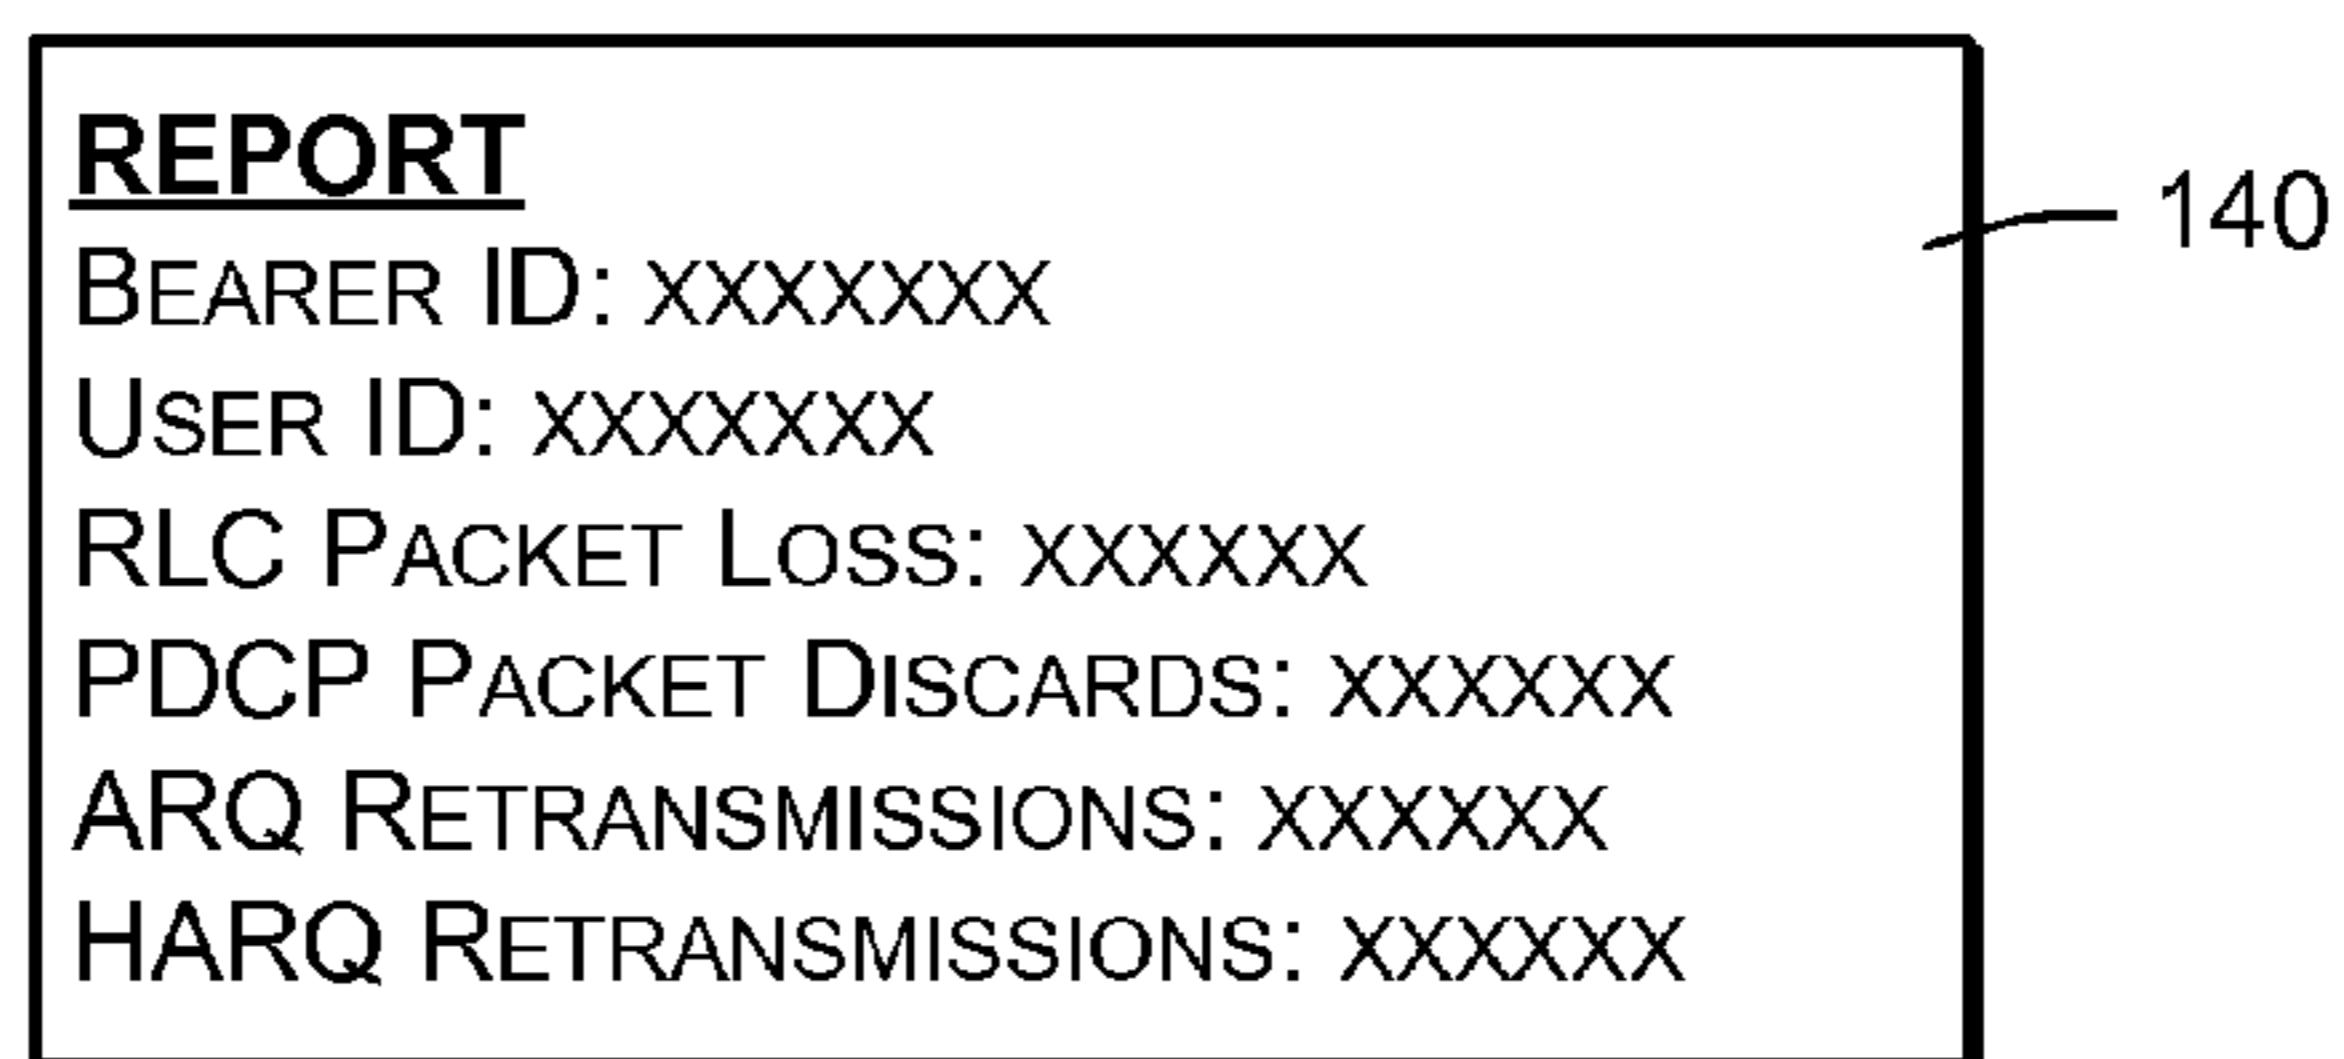 REPORT
BEARER ID: XXXXXXX
140
USER ID: XXXXXXX
RLC PACKET LOSS: XXXXXX
PDCP PACKET DISCARDS: XXXXXX
ARQ RETRANSMISSIONS: XXXXXX
HARQ RETRANSMISSIONS: XXXXXX